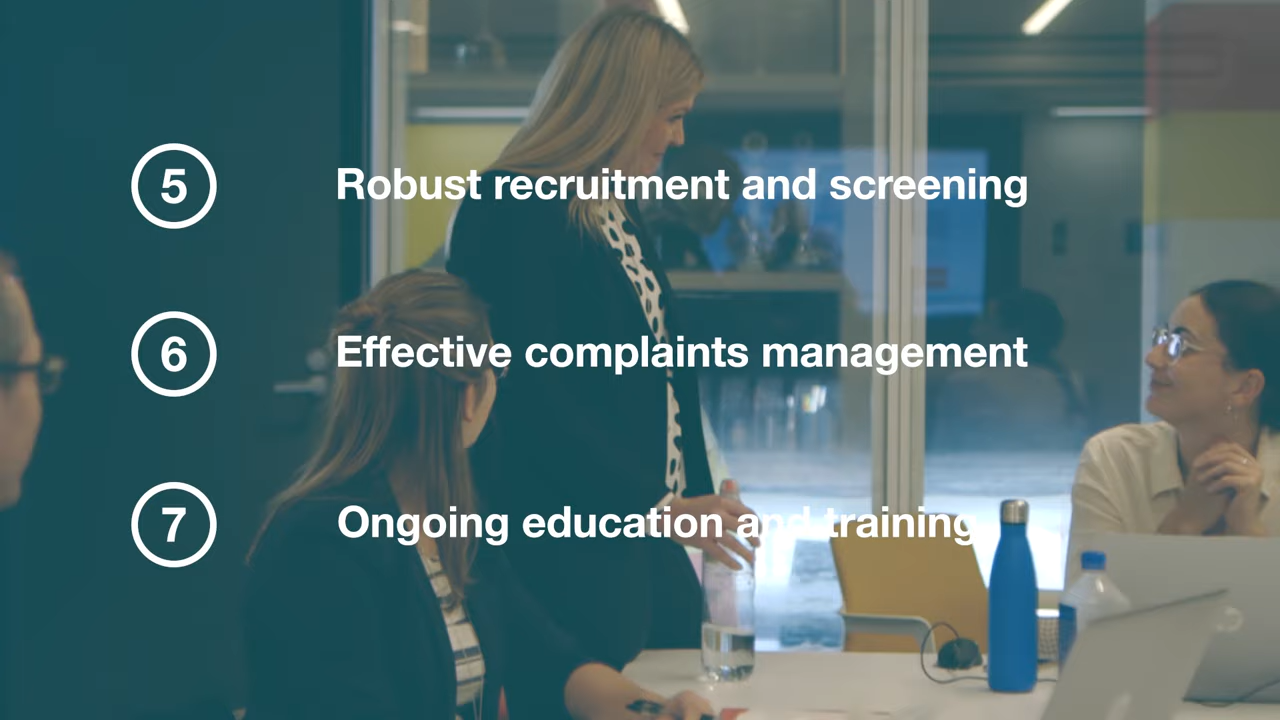 5 Robust recruitment and screening
6 Effective complaints management
7 Ongoing education and training